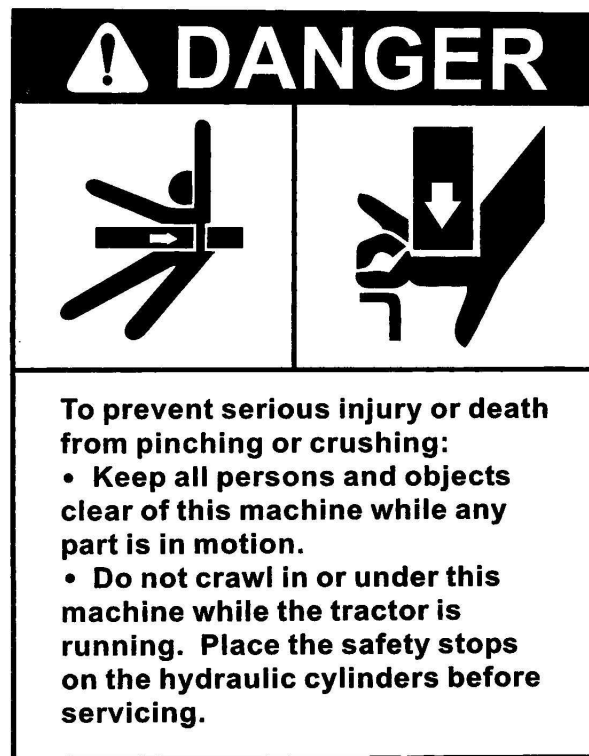 DANGER
To prevent serious injury or death
from pinching or crushing:
• Keep all persons and objects
clear of this machine while any
part is in motion.
• Do not crawl in or under this
machine while the tractor is
running. Place the safety stops
on the hydraulic cylinders before
servicing.